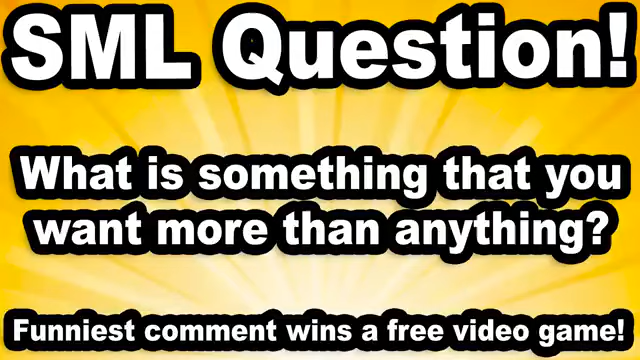 SML Question!
What is something that you
want more than anything?
Funniest comment wins a free video game!